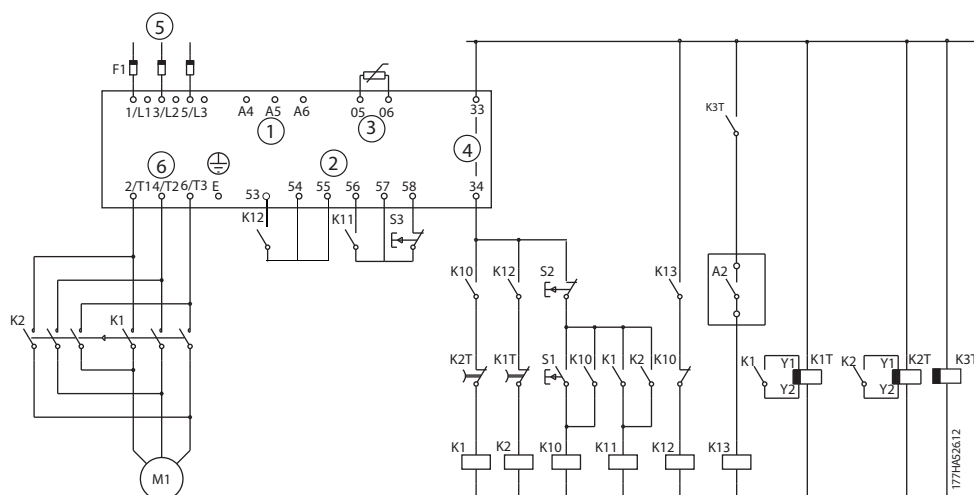 5
F1
K3T
1/L1 3/L2 5/L3 A4 A5 A6 05 06 33
1 3
4
6 2
2/T1 4/T2 6/T3 E 53 54 55 56 57 58 34
K12 K11 S3
K10 K12 S2 K13 A2
K2 K1
K2T K1T S1 K10 K1 K2 K10 K1 Y1 K1T K2 Y1 K2T K3T
Y2 Y2
K1 K2 K10 K11 K12 K13
M1
177HA526.12